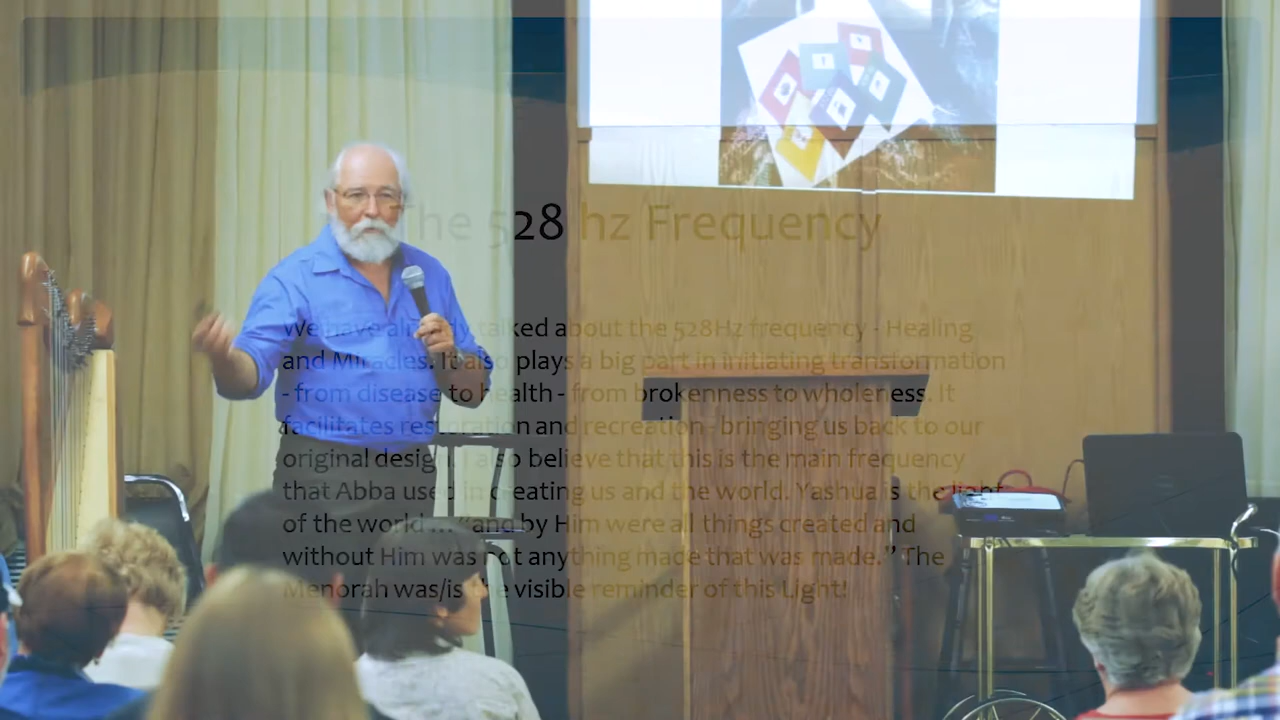 The 528 hz Frequency
We have already talked about the 528Hz frequency - Healing
and Miracles. It also plays a big part in initiating transformation
- from disease to health - from brokenness to wholeness. It
facilitates restoration and recreation - bringing us back to our
original design. I also believe that this is the main frequency
that Abba used in creating us and the world. Yashua is the light
of the world ... “and by Him were all things created and
without Him was not anything made that was made.” The
Menorah was/is the visible reminder of this Light!